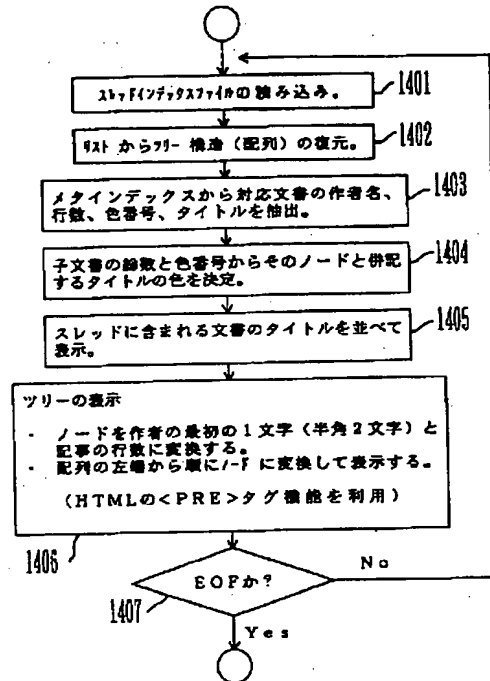 スレッドインデックスファイルの読み込み。
1401
リストからツリー構造（配列）の復元。
1402
メタインデックスから対応文書の作者名、
行数、色番号、タイトルを抽出。
1403
子文書の総数と色番号からそのノードと併記
するタイトルの色を決定。
1404
スレッドに含まれる文書のタイトルを並べて
表示。
1405
ツリーの表示
- ノードを作者の最初の1文字（半角2文字）と
記事の行数に変換する。
- 配列の左端から順にノードに変換して表示する。
（HTMLの<PRE>タグ機能を利用）
1406
EOFか?
No
1407
Yes